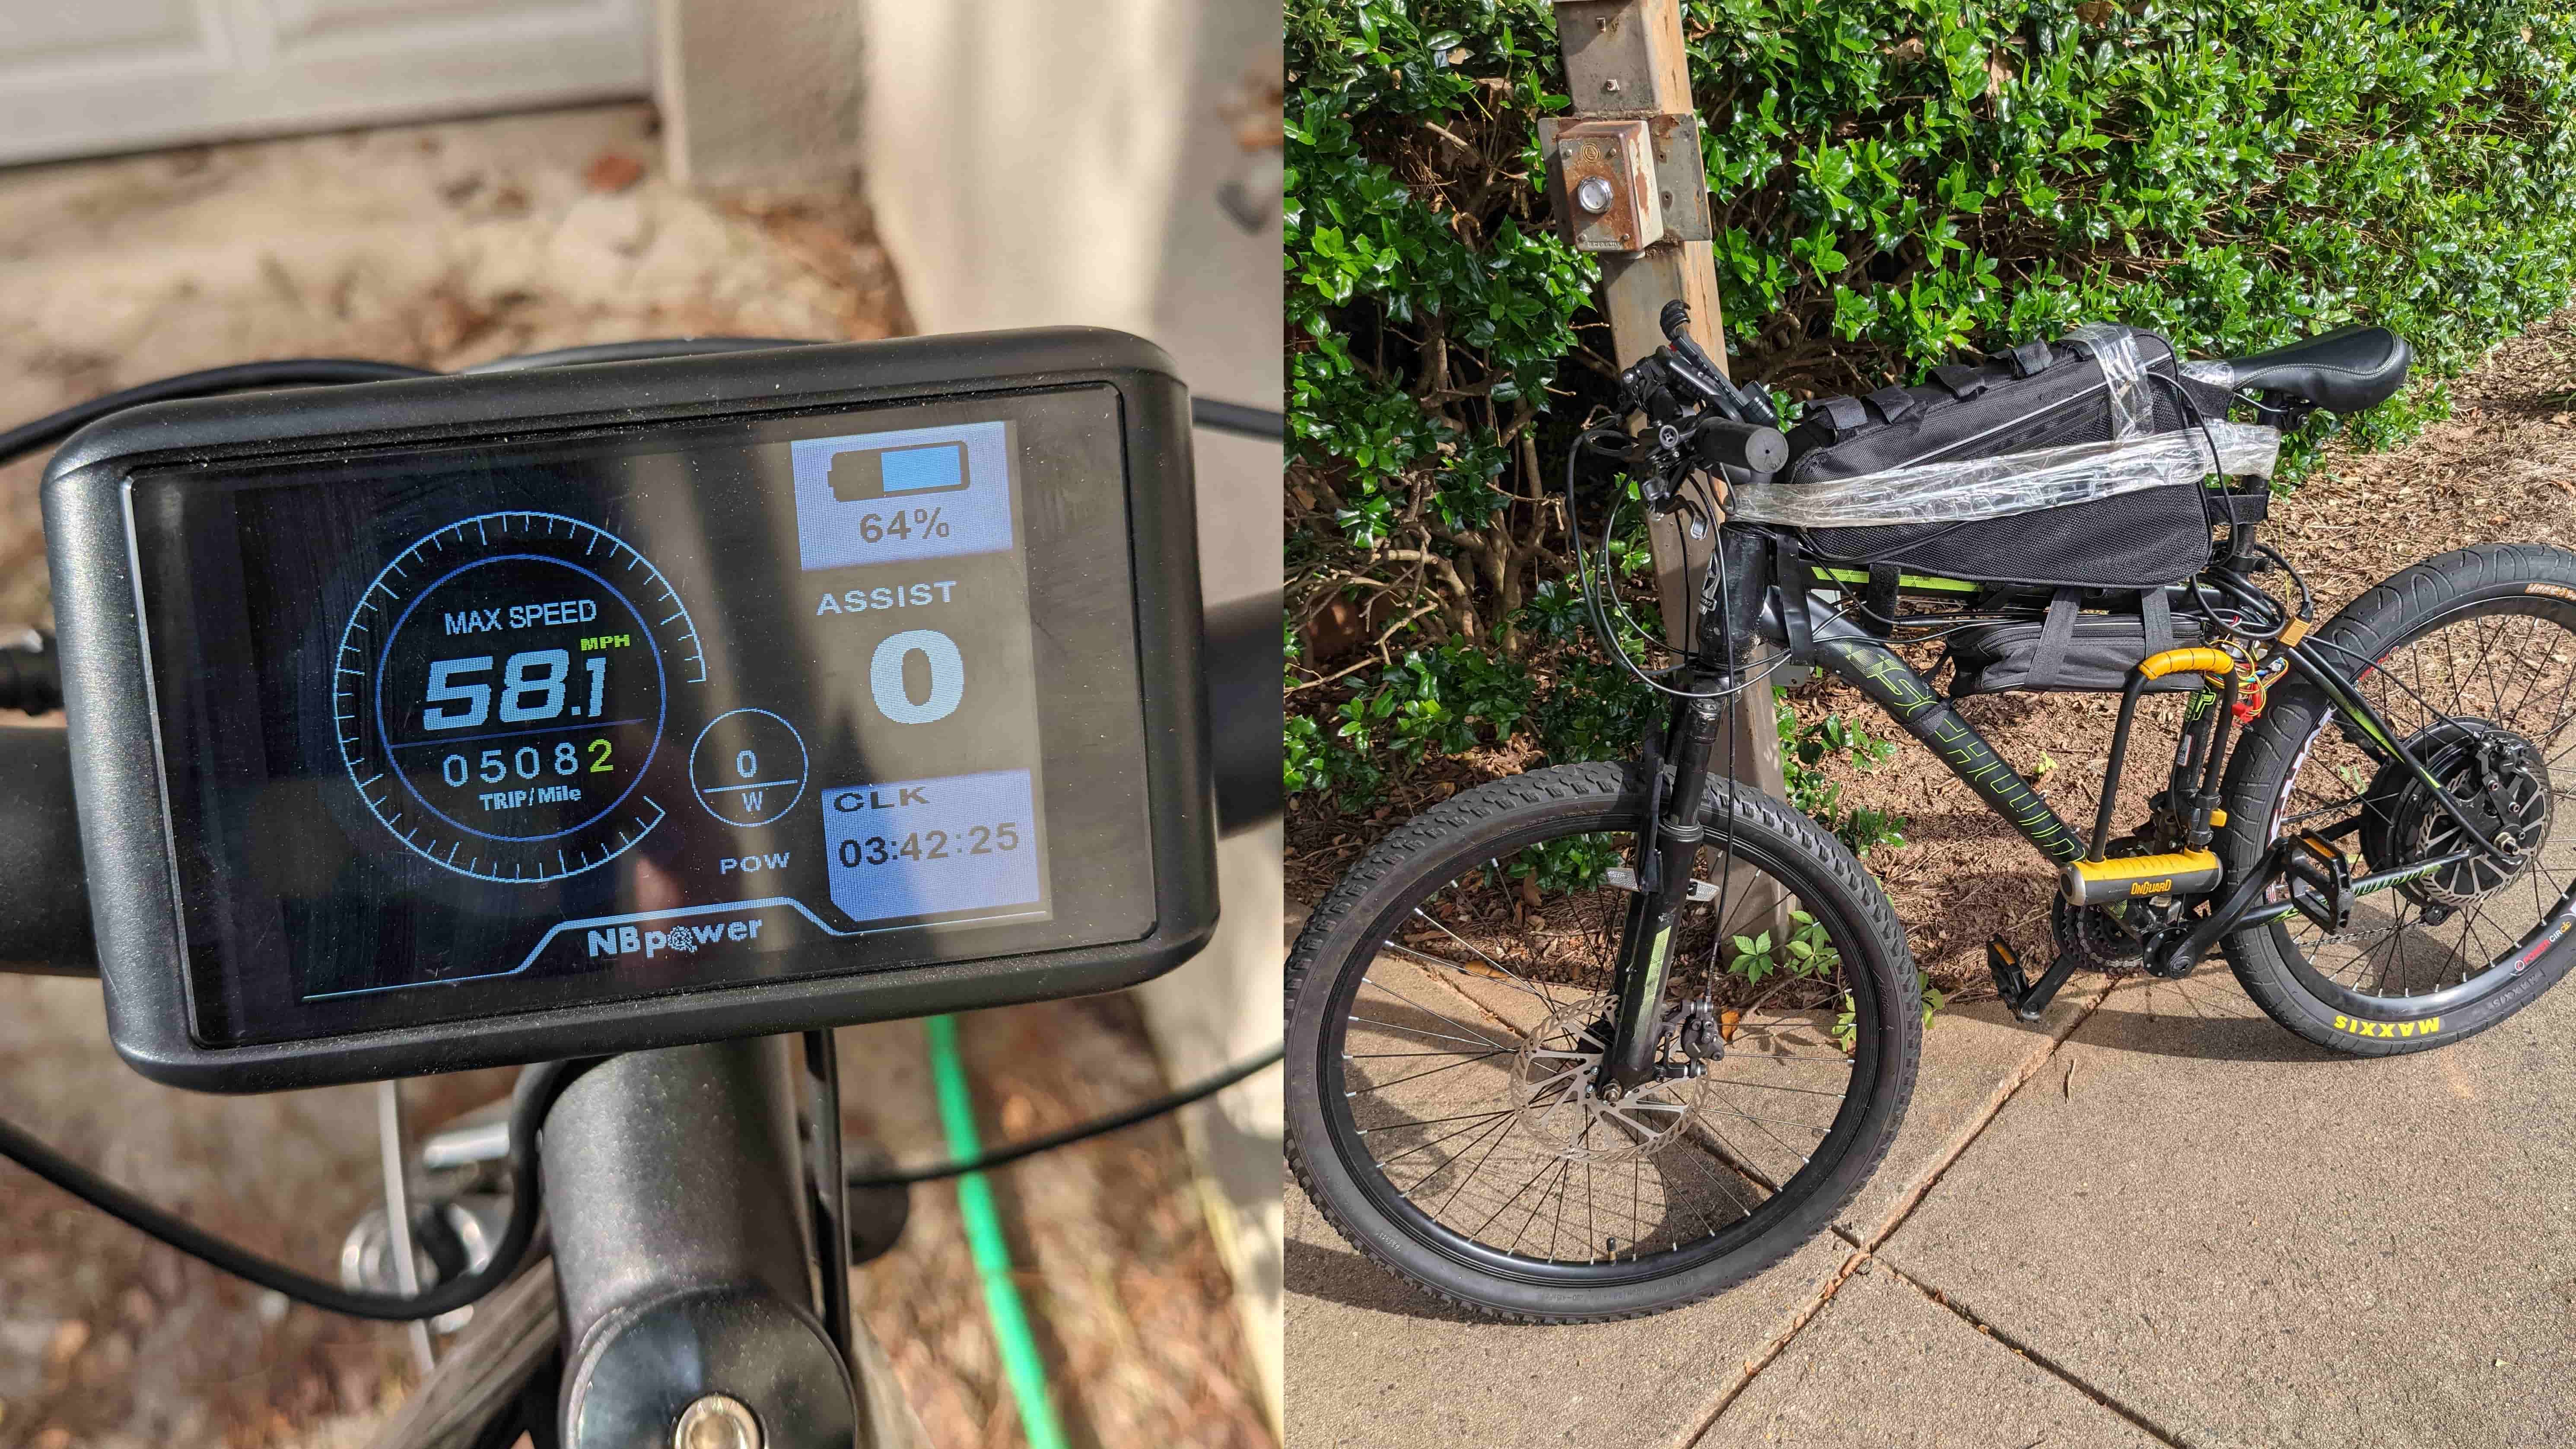 64%
ASSIST
0
MAX SPEED
MPH
58.1
05082
TRIP/Mile
0
W
POW
CLK
03:42:25
NBpower
SCHWINN
ONGUARD
MAXXIS